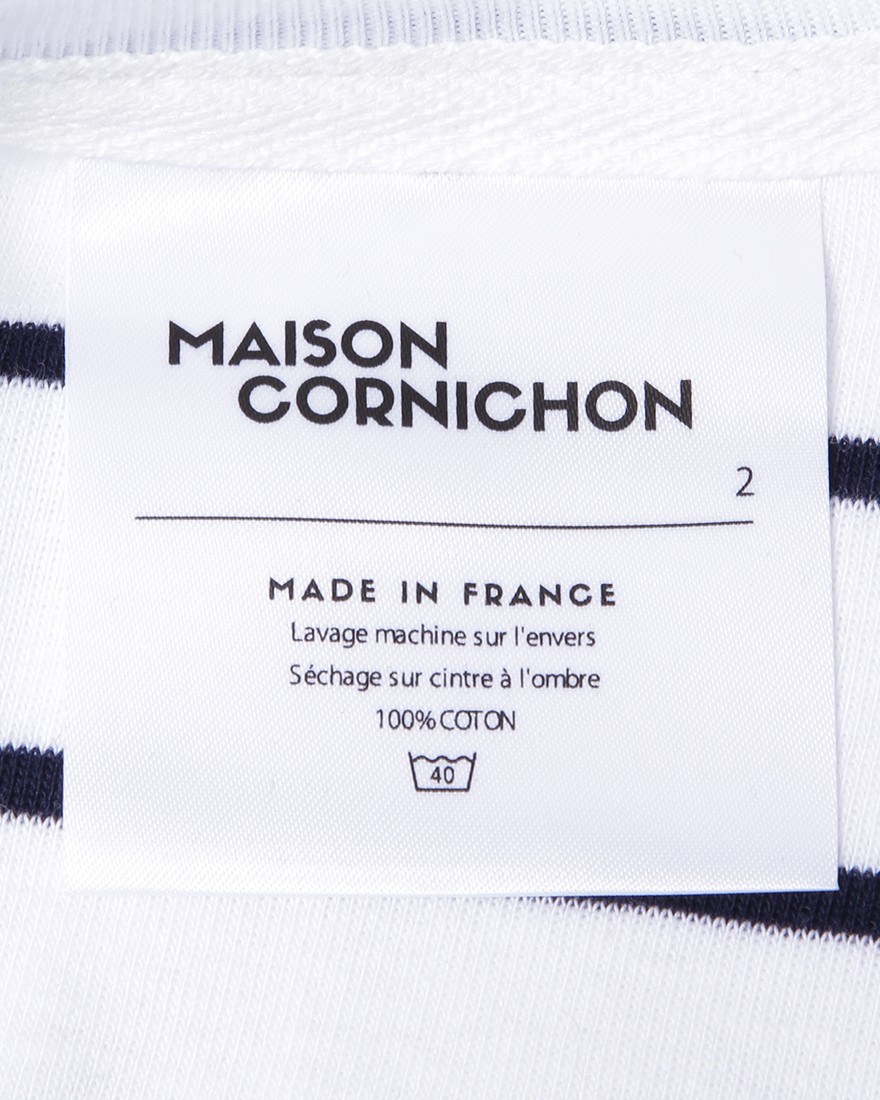 MAISON
CORNICHON
2
MADE IN FRANCE
Lavage machine sur l'envers
Séchage sur cintre à l'ombre
100% COTON
40